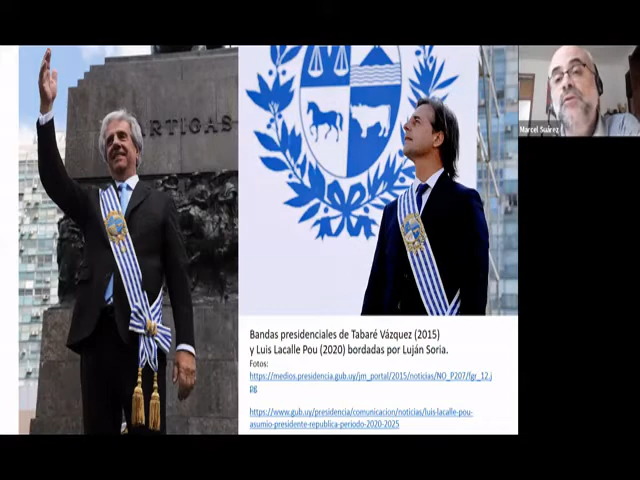 ARTIGAS
Marcel Suárez
Bandas presidenciales de Tabaré Vázquez (2015)
y Luis Lacalle Pou (2020) bordadas por Luján Soria.
Fotos:
https://medios.presidencia.gub.uy/jm_portal/2015/noticias/NO_P207/fgr_12.j
pg
https://www.gub.uy/presidencia/comunicacion/noticias/luis-lacalle-pou-
asumio-presidente-republica-periodo-2020-2025